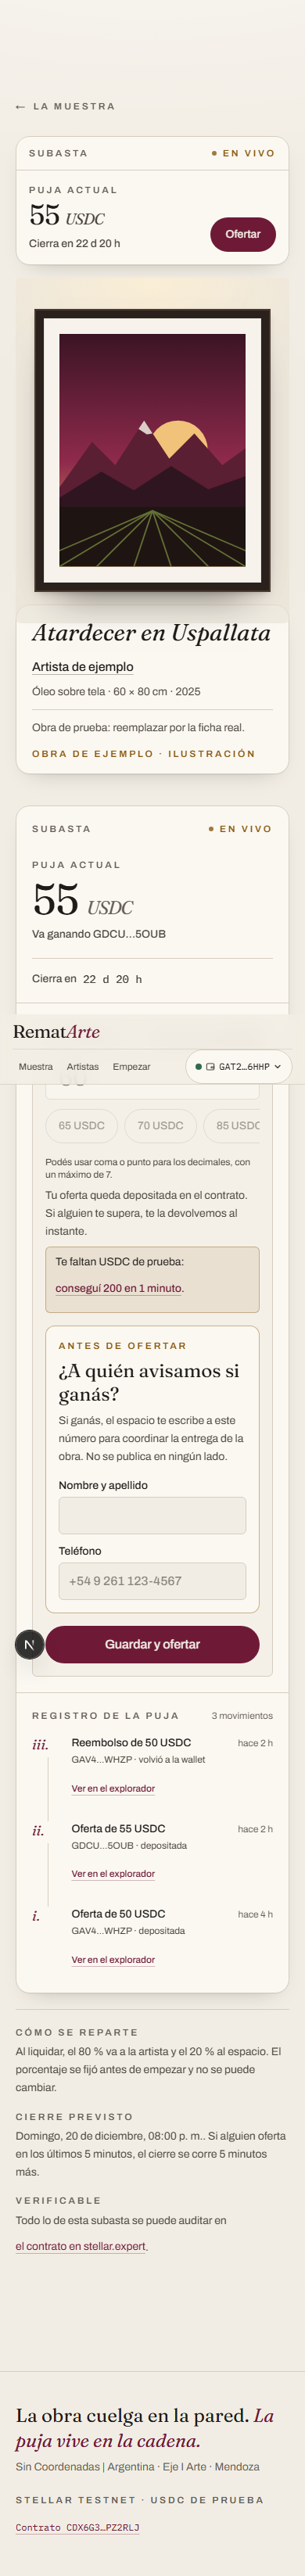 ← LA MUESTRA
SUBASTA
EN VIVO
PUJA ACTUAL
55 USDC
Cierra en 22 d 20 h
Ofertar
Atardecer en Uspallata
Artista de ejemplo
Óleo sobre tela · 60 × 80 cm · 2025
Obra de prueba: reemplazar por la ficha real.
OBRA DE EJEMPLO · ILUSTRACIÓN
SUBASTA
EN VIVO
PUJA ACTUAL
55 USDC
Va ganando GDCU…5OUB
Cierra en 22 d 20 h
RematArte
Muestra
Artistas
Empezar
GAT2…6HHP
65 USDC
70 USDC
85 USDC
Podés usar coma o punto para los decimales, con
un máximo de 7.
Tu oferta queda depositada en el contrato.
Si alguien te supera, te la devolvemos al
instante.
Te faltan USDC de prueba:
conseguí 200 en 1 minuto.
ANTES DE OFERTAR
¿A quién avisamos si
ganás?
Si ganás, el espacio te escribe a este
número para coordinar la entrega de la
obra. No se publica en ningún lado.
Nombre y apellido
Teléfono
+54 9 261 123-4567
N
Guardar y ofertar
REGISTRO DE LA PUJA
3 movimientos
iii.
Reembolso de 50 USDC
hace 2 h
GAV4…WHZP · volvió a la wallet
Ver en el explorador
ii.
Oferta de 55 USDC
hace 2 h
GDCU…5OUB · depositada
Ver en el explorador
i.
Oferta de 50 USDC
hace 4 h
GAV4…WHZP · depositada
Ver en el explorador
CÓMO SE REPARTE
Al liquidar, el 80 % va a la artista y el 20 % al espacio. El
porcentaje se fijó antes de empezar y no se puede
cambiar.
CIERRE PREVISTO
Domingo, 20 de diciembre, 08:00 p. m.. Si alguien oferta
en los últimos 5 minutos, el cierre se corre 5 minutos
más.
VERIFICABLE
Todo lo de esta subasta se puede auditar en
el contrato en stellar.expert.
La obra cuelga en la pared. La
puja vive en la cadena.
Sin Coordenadas | Argentina · Eje I Arte · Mendoza
STELLAR TESTNET · USDC DE PRUEBA
Contrato CDX6G3…PZ2RLJ